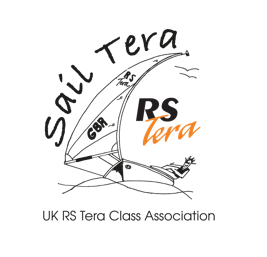 Sail Tera
RS
Tera
GBR
RS
Tera
UK RS Tera Class Association